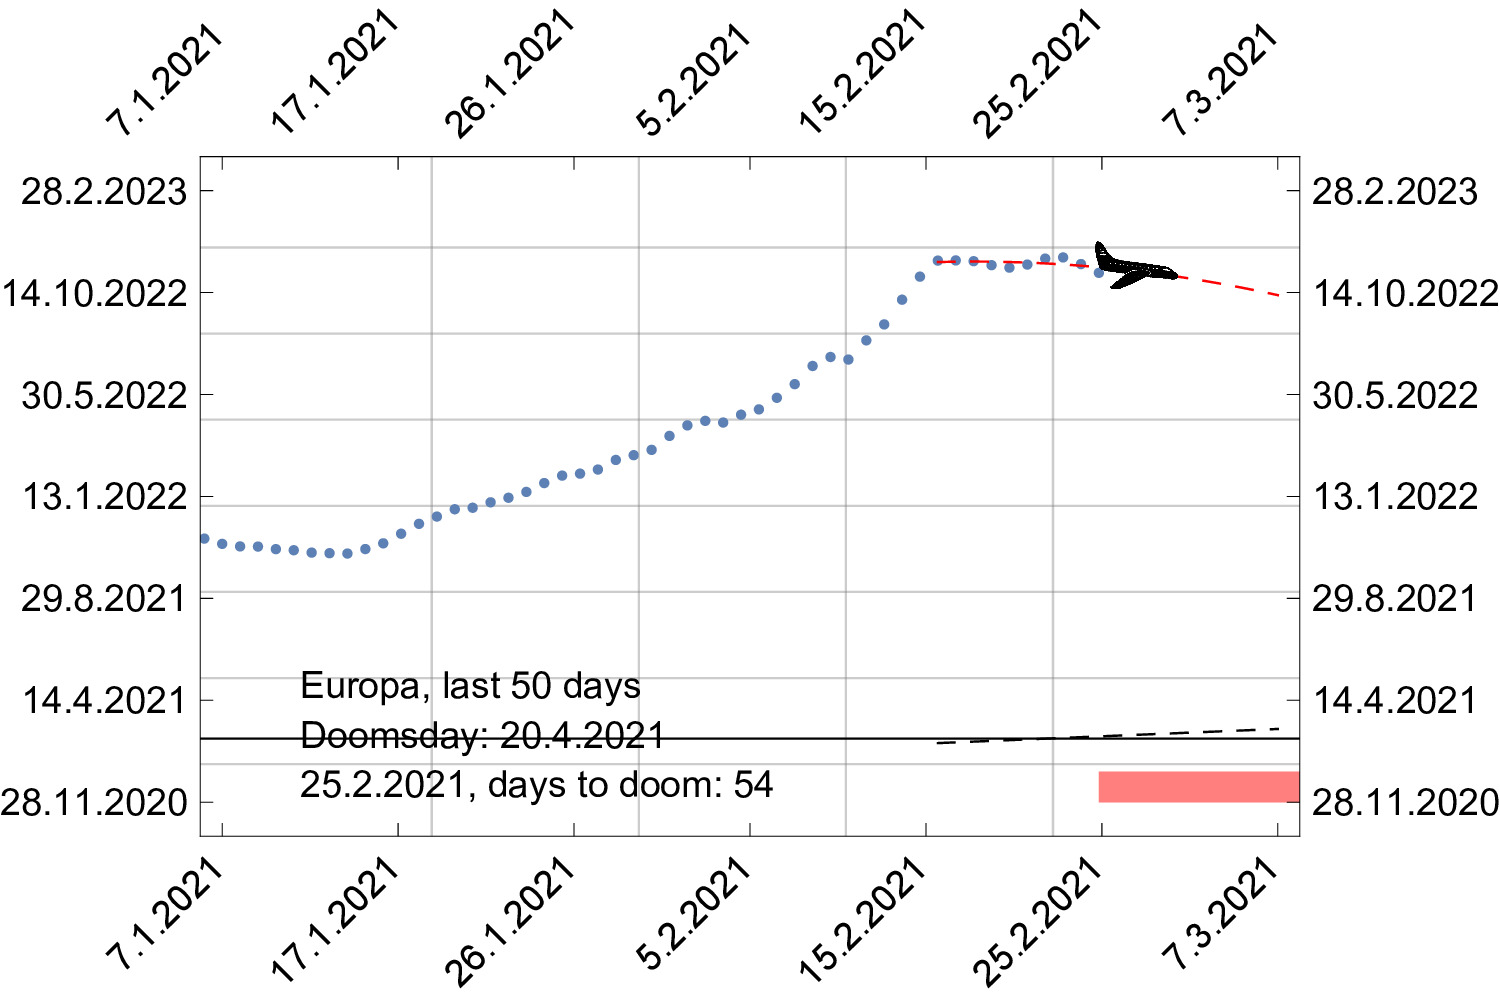 7.1.2021 17.1.2021 26.1.2021 5.2.2021 15.2.2021 25.2.2021 7.3.2021
28.2.2023 28.2.2023
14.10.2022 14.10.2022
30.5.2022 30.5.2022
13.1.2022 13.1.2022
29.8.2021 29.8.2021
Europa, last 50 days
14.4.2021 14.4.2021
Doomsday: 20.4.2021
25.2.2021, days to doom: 54
28.11.2020 28.11.2020
7.1.2021 17.1.2021 26.1.2021 5.2.2021 15.2.2021 25.2.2021 7.3.2021